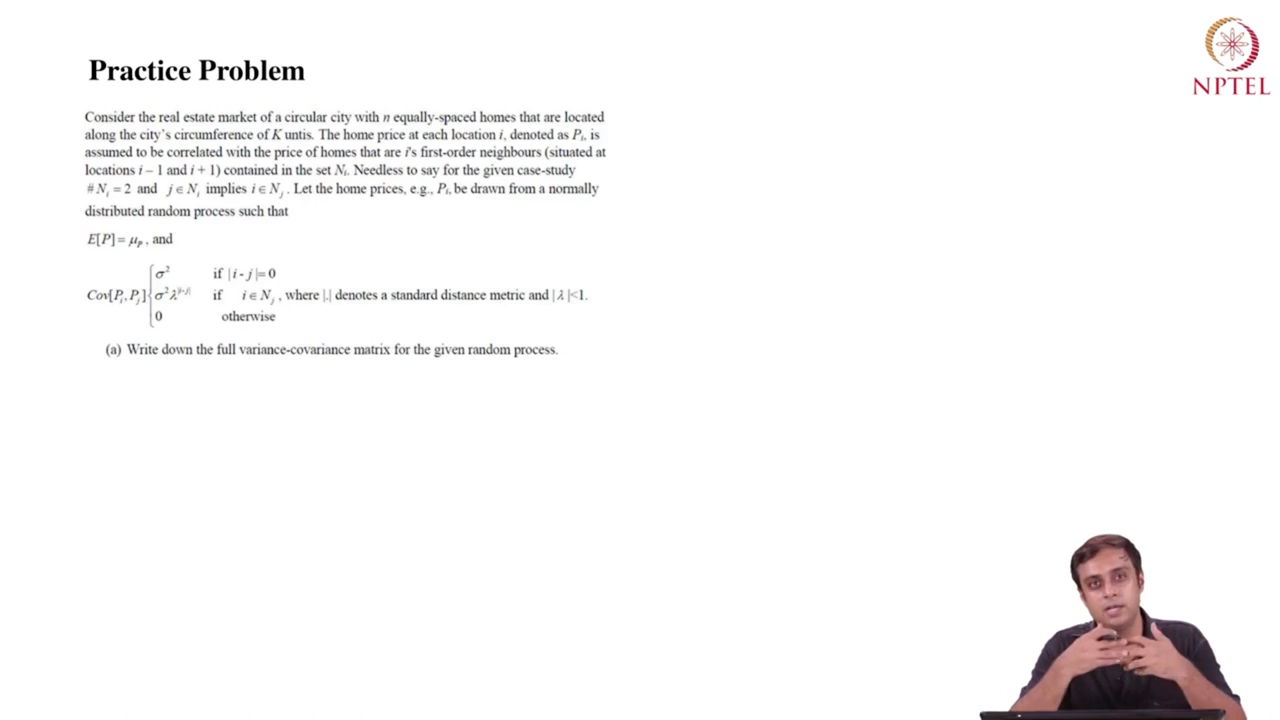 NPTEL
Practice Problem
Consider the real estate market of a circular city with n equally-spaced homes that are located
along the city's circumference of K untis. The home price at each location i, denoted as Pᵢ, is
assumed to be correlated with the price of homes that are i's first-order neighbours (situated at
locations i – 1 and i + 1) contained in the set Nᵢ. Needless to say for the given case-study
#Nᵢ = 2 and j ∈ Nᵢ implies i ∈ Nⱼ. Let the home prices, e.g., Pᵢ, be drawn from a normally
distributed random process such that
E[P] = μₚ, and
σ² if |i - j|= 0
Cov[Pᵢ, Pⱼ] { σ²λ^|i-j| if i ∈ Nⱼ, where |.| denotes a standard distance metric and | λ |<1.
0 otherwise
(a) Write down the full variance-covariance matrix for the given random process.